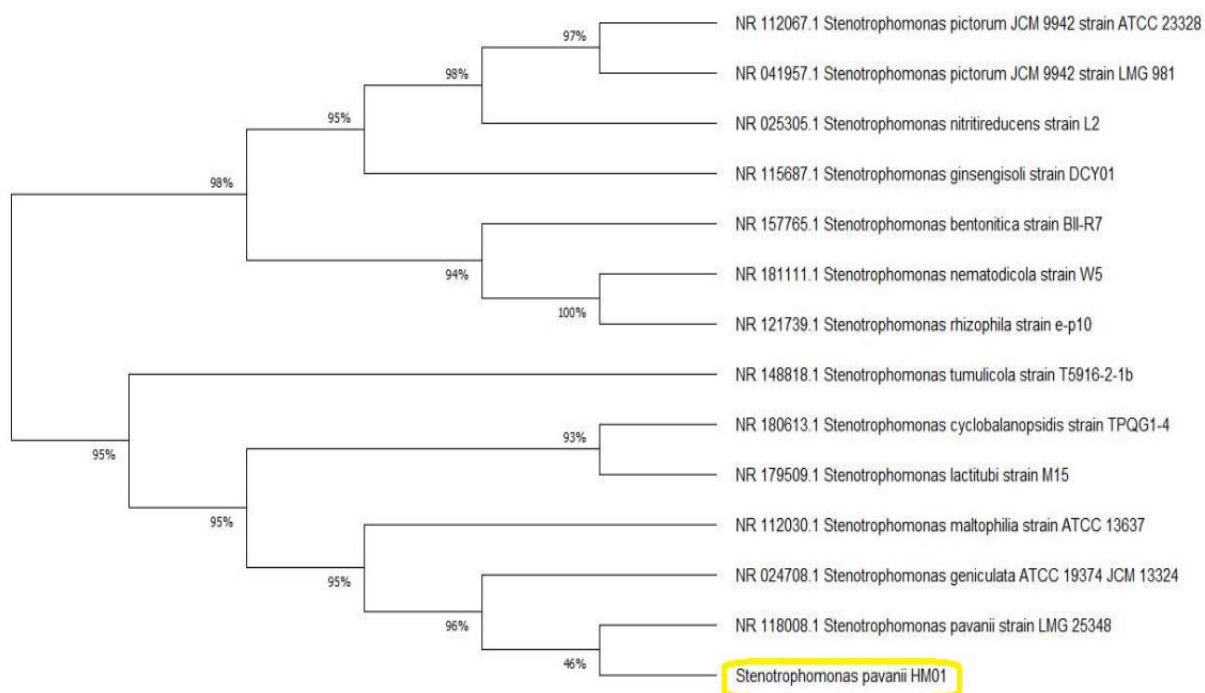 NR 112067.1 Stenotrophomonas pictorum JCM 9942 strain ATCC 23328
97%
NR 041957.1 Stenotrophomonas pictorum JCM 9942 strain LMG 981
98%
NR 025305.1 Stenotrophomonas nitritireducens strain L2
95%
NR 115687.1 Stenotrophomonas ginsengisoli strain DCY01
98%
NR 157765.1 Stenotrophomonas bentonitica strain BII-R7
94%
NR 181111.1 Stenotrophomonas nematodicola strain W5
100%
NR 121739.1 Stenotrophomonas rhizophila strain e-p10
NR 148818.1 Stenotrophomonas tumulicola strain T5916-2-1b
95%
NR 180613.1 Stenotrophomonas cyclobalanopsidis strain TPQG1-4
93%
NR 179509.1 Stenotrophomonas lactitubi strain M15
95%
NR 112030.1 Stenotrophomonas maltophilia strain ATCC 13637
95%
NR 024708.1 Stenotrophomonas geniculata ATCC 19374 JCM 13324
96%
NR 118008.1 Stenotrophomonas pavanii strain LMG 25348
46%
Stenotrophomonas pavanii HM01